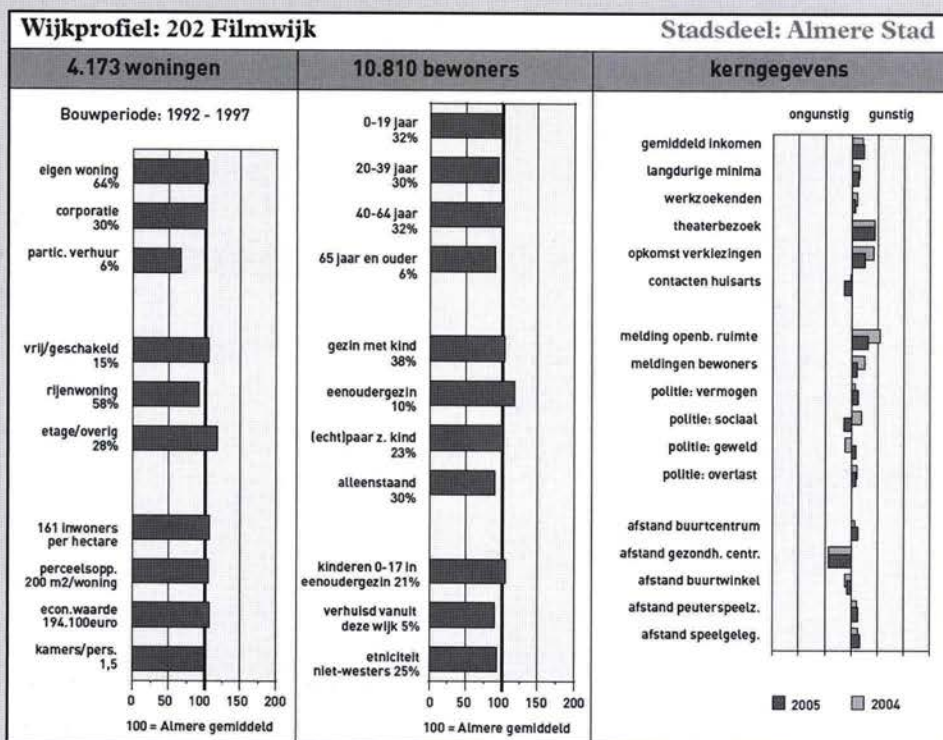 Wijkprofiel: 202 Filmwijk
Stadsdeel: Almere Stad
4.173 woningen
Bouwperiode: 1992 - 1997
eigen woning
64%
corporatie
30%
partic. verhuur
6%
vrij/geschakeld
15%
rijenwoning
58%
etage/overig
28%
161 inwoners
per hectare
perceelsopp.
200 m2/woning
econ.waarde
194.100euro
kamers/pers.
1,5
0 50 100 150 200
100 = Almere gemiddeld
10.810 bewoners
0-19 jaar
32%
20-39 jaar
30%
40-64 jaar
32%
65 jaar en ouder
6%
gezin met kind
38%
eenoudergezin
10%
(echt)paar z. kind
23%
alleenstaand
30%
kinderen 0-17 in
eenoudergezin 21%
verhuisd vanuit
deze wijk 5%
etniciteit
niet-westers 25%
0 50 100 150 200
100 = Almere gemiddeld
kerngegevens
ongunstig gunstig
gemiddeld inkomen
langdurige minima
werkzoekenden
theaterbezoek
opkomst verkiezingen
contacten huisarts
melding openb. ruimte
meldingen bewoners
politie: vermogen
politie: sociaal
politie: geweld
politie: overlast
afstand buurtcentrum
afstand gezondh. centr.
afstand buurtwinkel
afstand peuterspeelz.
afstand speelgeleg.
2005 2004